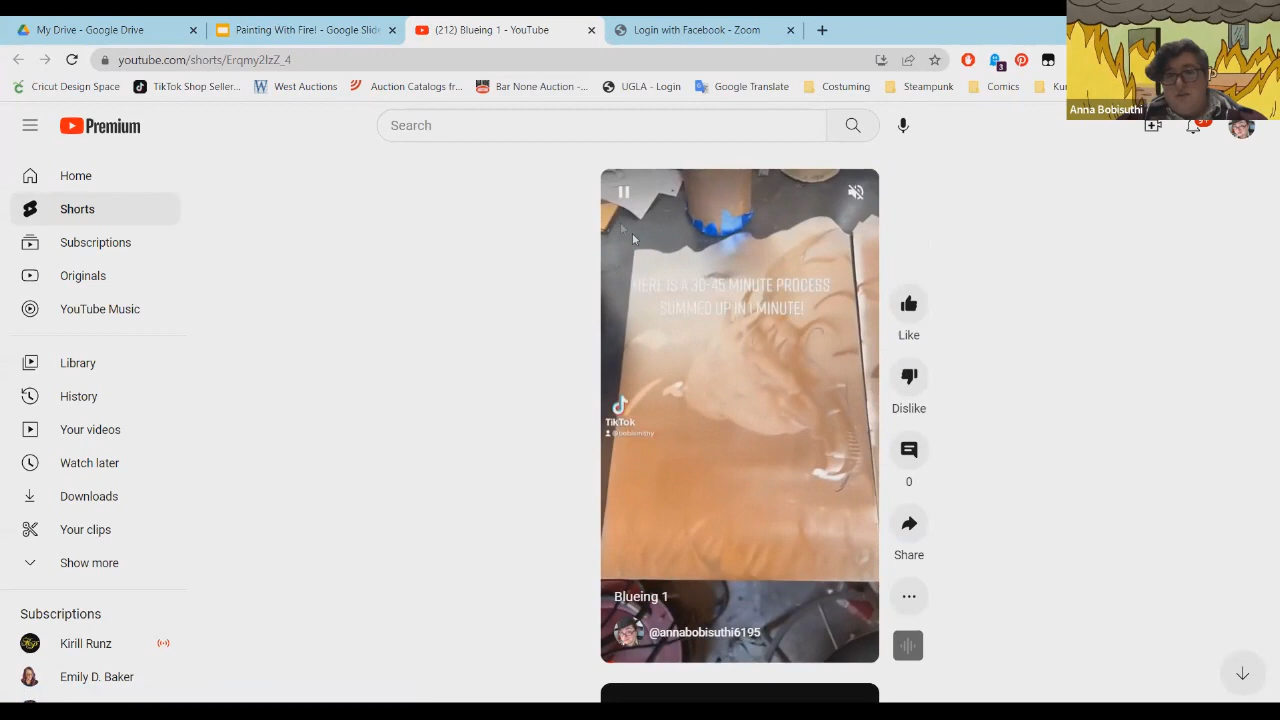 My Drive - Google Drive
Painting With Fire! - Google Slide
(212) Blueing 1 - YouTube
Login with Facebook - Zoom
youtube.com/shorts/Erqmy2lzZ_4
3
Cricut Design Space
TikTok Shop Seller...
West Auctions
Auction Catalogs fr...
Bar None Auction -...
UGLA - Login
Google Translate
Costuming
Steampunk
Comics
Anna Bobisuthi
Premium
Search
9+
Home
Shorts
Subscriptions
Originals
YouTube Music
Library
History
Your videos
Watch later
Downloads
Your clips
Show more
Subscriptions
Kirill Runz
Emily D. Baker
HERE IS A 30-45 MINUTE PROCESS
SUMMED UP IN 1 MINUTE!
TikTok
@bobismithy
Blueing 1
@annabobisuthi6195
Like
Dislike
0
Share